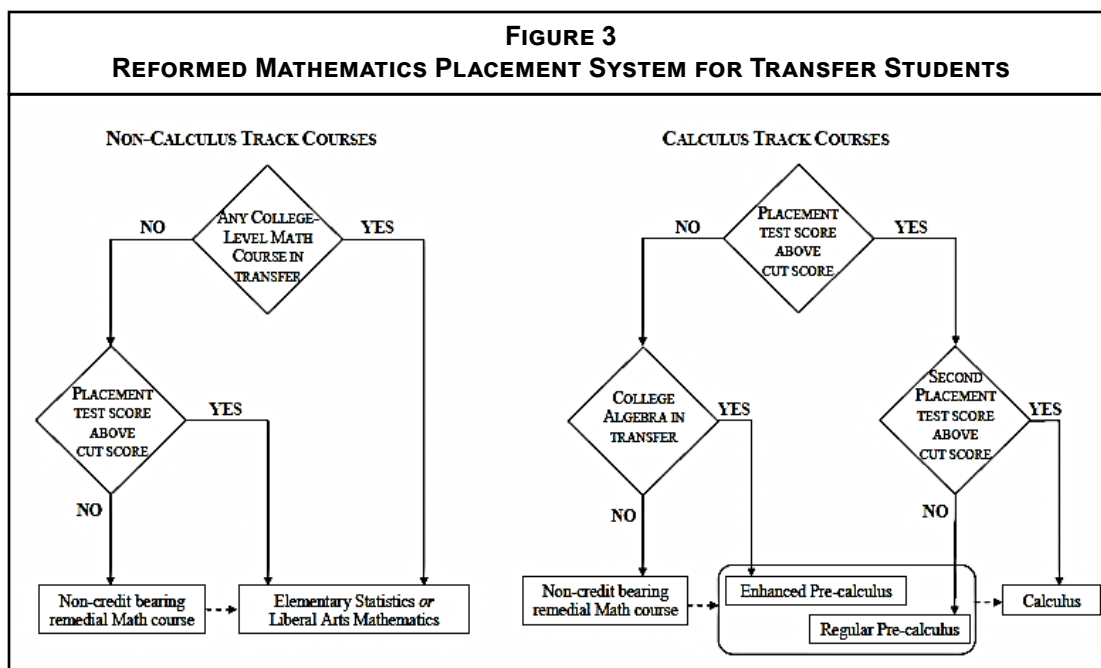 FIGURE 3
REFORMED MATHEMATICS PLACEMENT SYSTEM FOR TRANSFER STUDENTS
NON-CALCULUS TRACK COURSES
ANY COLLEGE-
LEVEL MATH
COURSE IN
TRANSFER
NO
YES
PLACEMENT
TEST SCORE
ABOVE
CUT SCORE
YES
NO
Non-credit bearing
remedial Math course
Elementary Statistics or
Liberal Arts Mathematics
CALCULUS TRACK COURSES
PLACEMENT
TEST SCORE
ABOVE
CUT SCORE
NO
YES
COLLEGE
ALGEBRA IN
TRANSFER
YES
NO
SECOND
PLACEMENT
TEST SCORE
ABOVE
CUT SCORE
YES
NO
Non-credit bearing
remedial Math course
Enhanced Pre-calculus
Regular Pre-calculus
Calculus